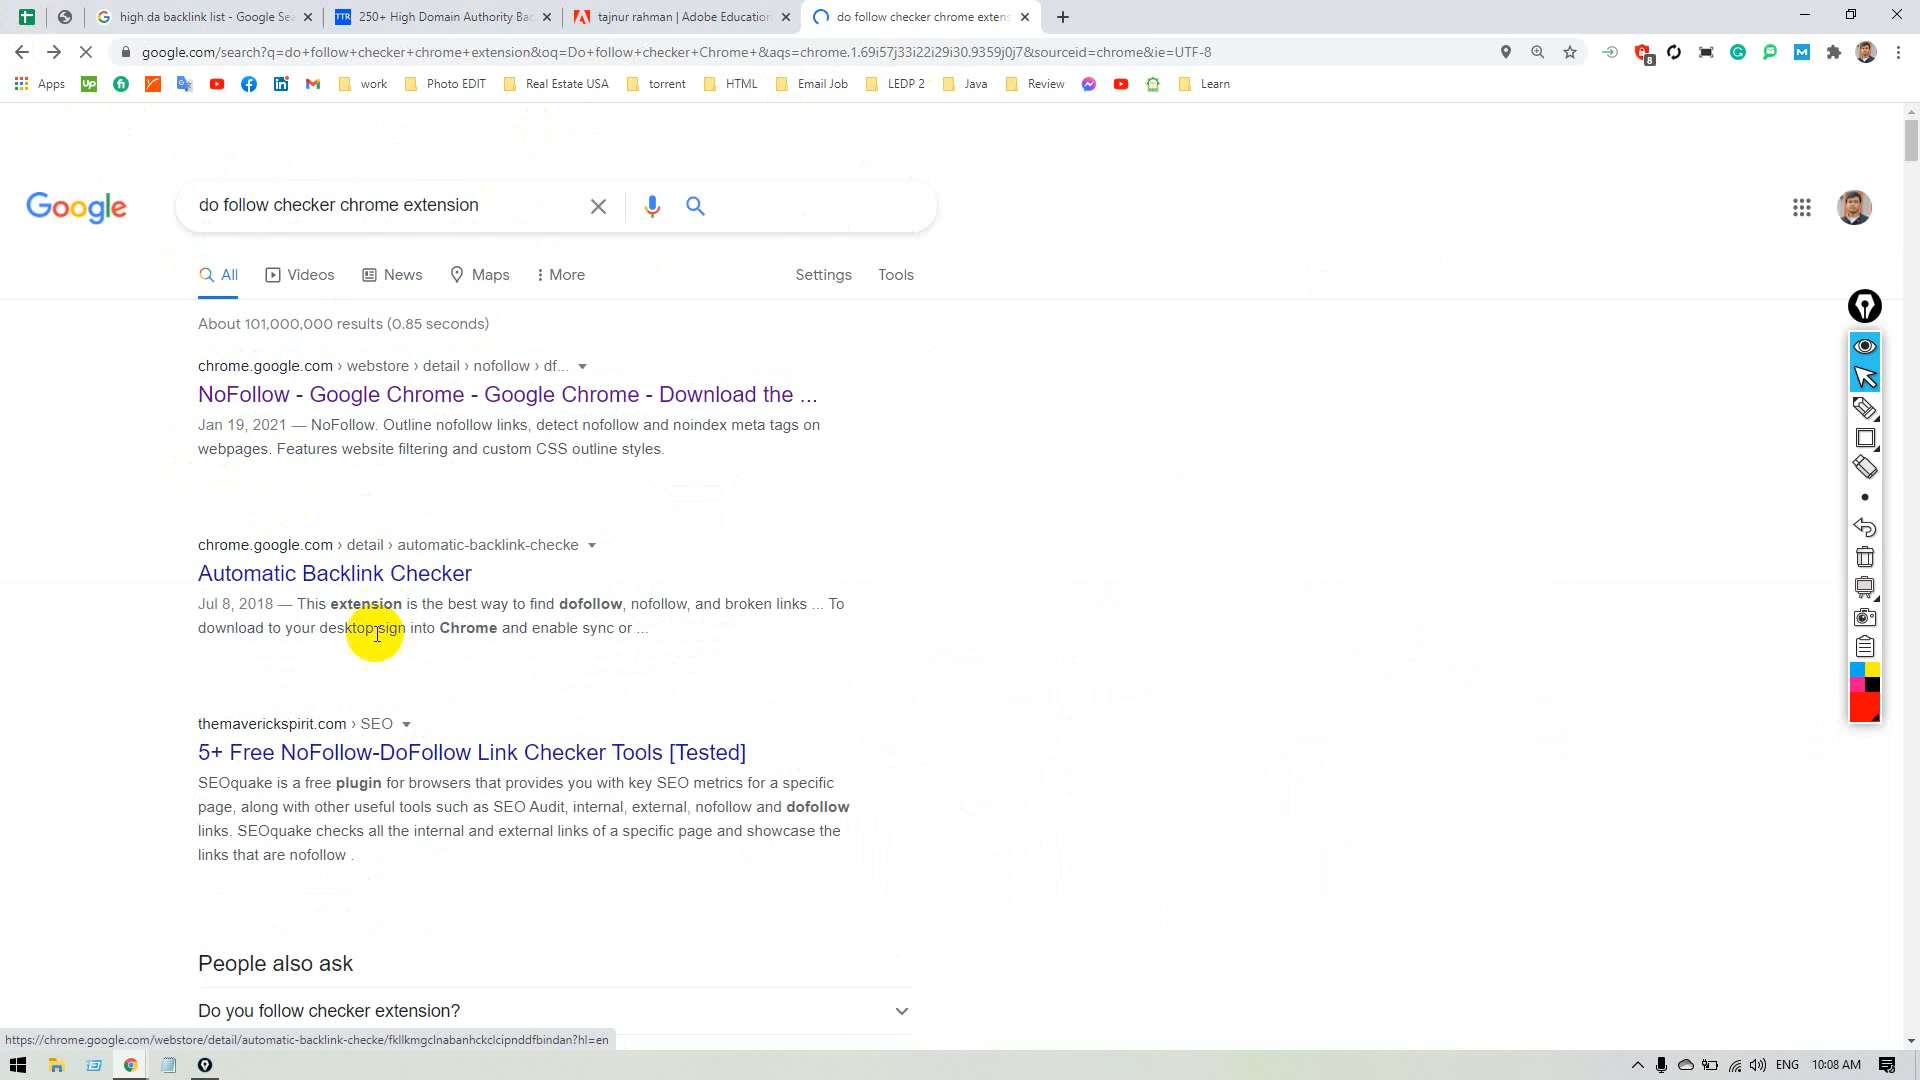 high da backlink list - Google Se
TTR 250+ High Domain Authority Ba
tajnur rahman | Adobe Education
do follow checker chrome extens
google.com/search?q=do+follow+checker+chrome+extension&oq=Do+follow+checker+Chrome+&aqs=chrome.1.69i57j33i22i29i30.9359j0j7&sourceid=chrome&ie=UTF-8
8
M
Apps
Up
work
Photo EDIT
Real Estate USA
torrent
HTML
Email Job
LEDP 2
Java
Review
Learn
Google
do follow checker chrome extension
All
Videos
News
Maps
More
Settings
Tools
About 101,000,000 results (0.85 seconds)
chrome.google.com › webstore › detail › nofollow › df...
NoFollow - Google Chrome - Google Chrome - Download the ...
Jan 19, 2021 — NoFollow. Outline nofollow links, detect nofollow and noindex meta tags on
webpages. Features website filtering and custom CSS outline styles.
chrome.google.com › detail › automatic-backlink-checke
Automatic Backlink Checker
Jul 8, 2018 — This extension is the best way to find dofollow, nofollow, and broken links ... To
download to your desktop sign into Chrome and enable sync or ...
themaverickspirit.com › SEO
5+ Free NoFollow-DoFollow Link Checker Tools [Tested]
SEOquake is a free plugin for browsers that provides you with key SEO metrics for a specific
page, along with other useful tools such as SEO Audit, internal, external, nofollow and dofollow
links. SEOquake checks all the internal and external links of a specific page and showcase the
links that are nofollow .
People also ask
Do you follow checker extension?
https://chrome.google.com/webstore/detail/automatic-backlink-checke/fkllkmgclnabanhckclcipnddfbindan?hl=en
ENG
10:08 AM